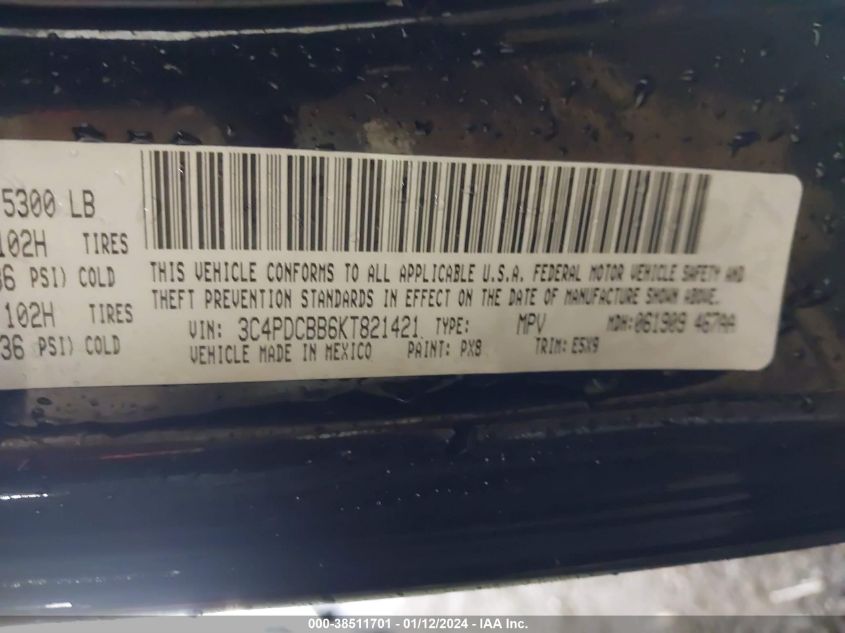 5300 LB
102H TIRES
36 PSI) COLD
102H TIRES
36 PSI) COLD
THIS VEHICLE CONFORMS TO ALL APPLICABLE U.S.A. FEDERAL MOTOR VEHICLE SAFETY AND
THEFT PREVENTION STANDARDS IN EFFECT ON THE DATE OF MANUFACTURE SHOWN ABOVE.
VIN: 3C4PDCBB6KT821421 TYPE: MPV MDH: 061909 467AA
VEHICLE MADE IN MEXICO PAINT: PX8 TRIM: E5X9
000-38511701 - 01/12/2024 - IAA Inc.